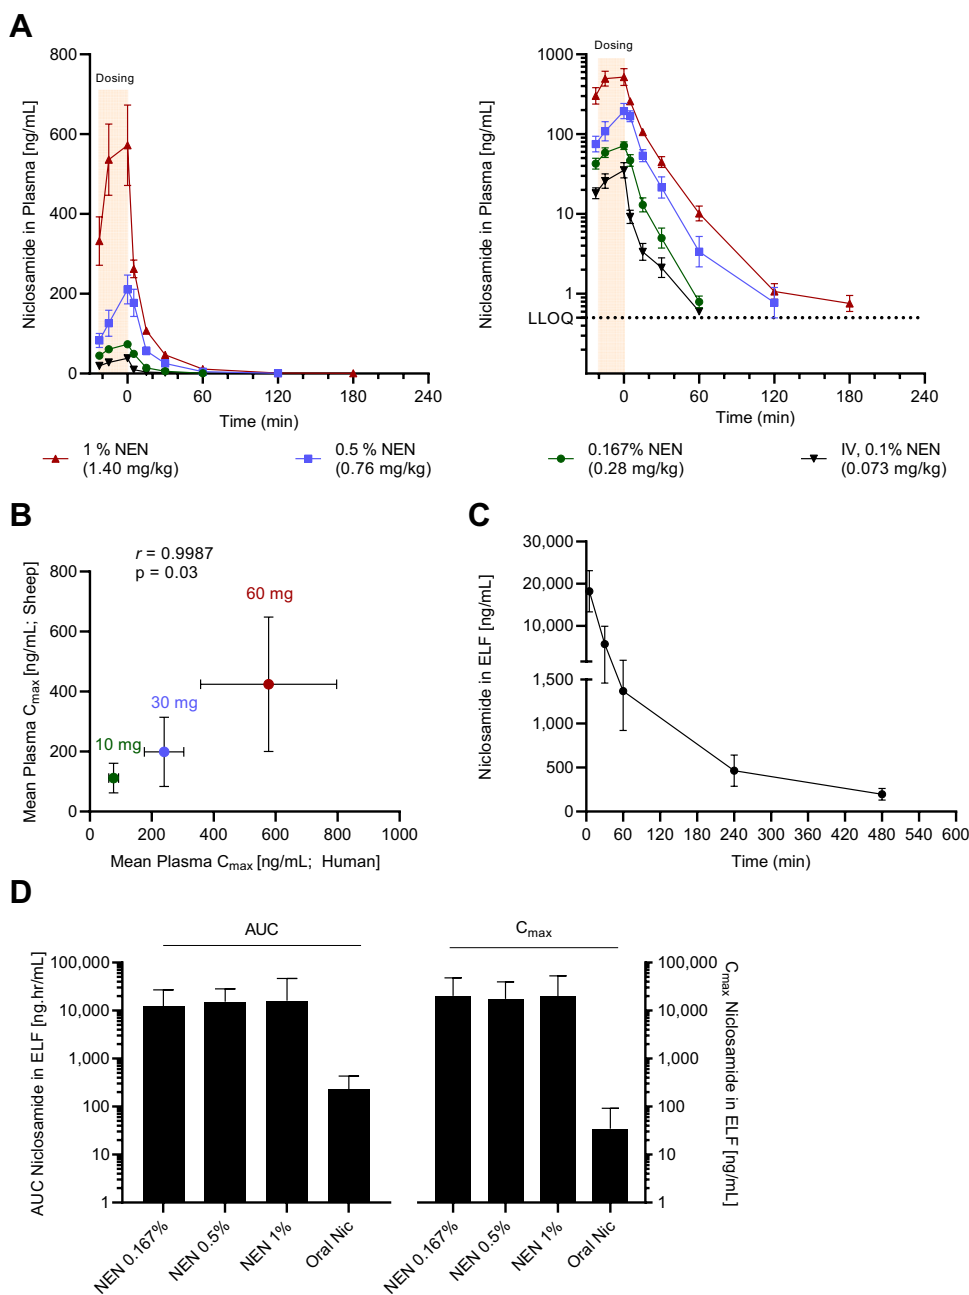 A
Dosing
Niclosamide in Plasma [ng/mL]
800
600
400
200
0
0
60
120
180
240
Time (min)
Dosing
Niclosamide in Plasma [ng/mL]
1000
100
10
1
LLOQ
0
60
120
180
240
Time (min)
1 % NEN
(1.40 mg/kg)
0.5 % NEN
(0.76 mg/kg)
0.167% NEN
(0.28 mg/kg)
IV, 0.1% NEN
(0.073 mg/kg)
B
r = 0.9987
p = 0.03
Mean Plasma Cmax [ng/mL; Sheep]
800
600
400
200
0
60 mg
30 mg
10 mg
0
200
400
600
800
1000
Mean Plasma Cmax [ng/mL; Human]
C
Niclosamide in ELF [ng/mL]
30,000
20,000
10,000
1,500
1,000
500
0
0
60
120
180
240
300
360
420
480
540
600
Time (min)
D
AUC
AUC Niclosamide in ELF [ng.hr/mL]
100,000
10,000
1,000
100
10
1
NEN 0.167%
NEN 0.5%
NEN 1%
Oral Nic
Cmax
100,000
10,000
1,000
100
10
1
Cmax Niclosamide in ELF [ng/mL]
NEN 0.167%
NEN 0.5%
NEN 1%
Oral Nic